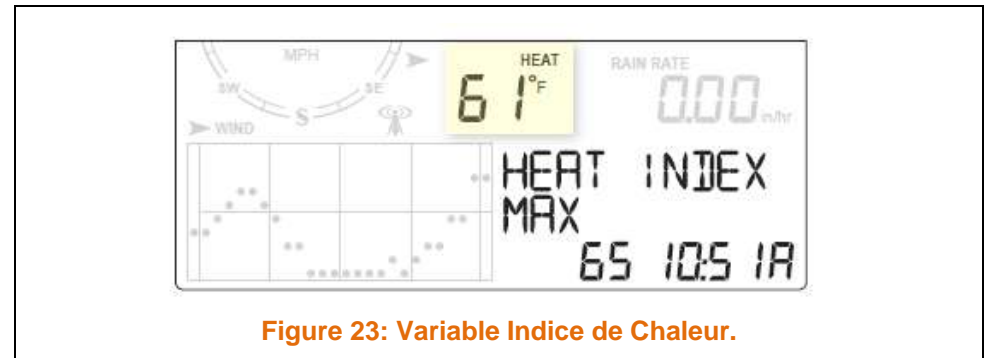 MPH
HEAT
RAIN RATE
61°F
0.00 in/hr
SW
SE
S
WIND
HEAT INDEX
MAX
65 10:51A
Figure 23: Variable Indice de Chaleur.